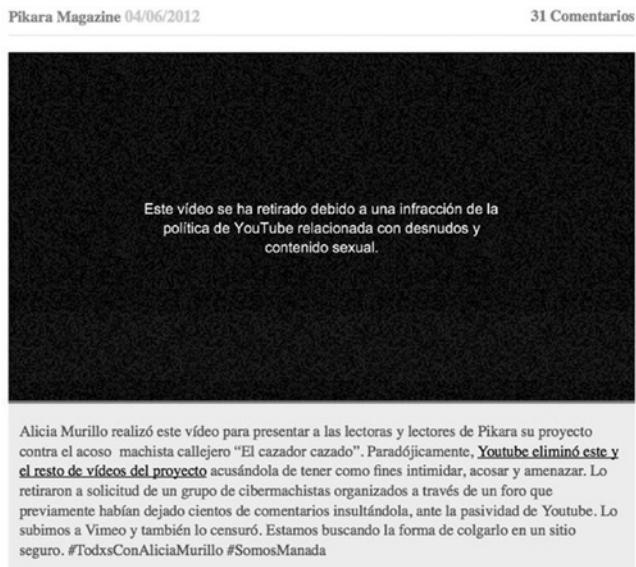 Pikara Magazine 04/06/2012 31 Comentarios
Este vídeo se ha retirado debido a una infracción de la
política de YouTube relacionada con desnudos y
contenido sexual.
Alicia Murillo realizó este vídeo para presentar a las lectoras y lectores de Pikara su proyecto
contra el acoso machista callejero “El cazador cazado”. Paradójicamente, Youtube eliminó este y
el resto de vídeos del proyecto acusándola de tener como fines intimidar, acosar y amenazar. Lo
retiraron a solicitud de un grupo de cibermachistas organizados a través de un foro que
previamente habían dejado cientos de comentarios insultándola, ante la pasividad de Youtube. Lo
subimos a Vimeo y también lo censuró. Estamos buscando la forma de colgarlo en un sitio
seguro. #TodxsConAliciaMurillo #SomosManada